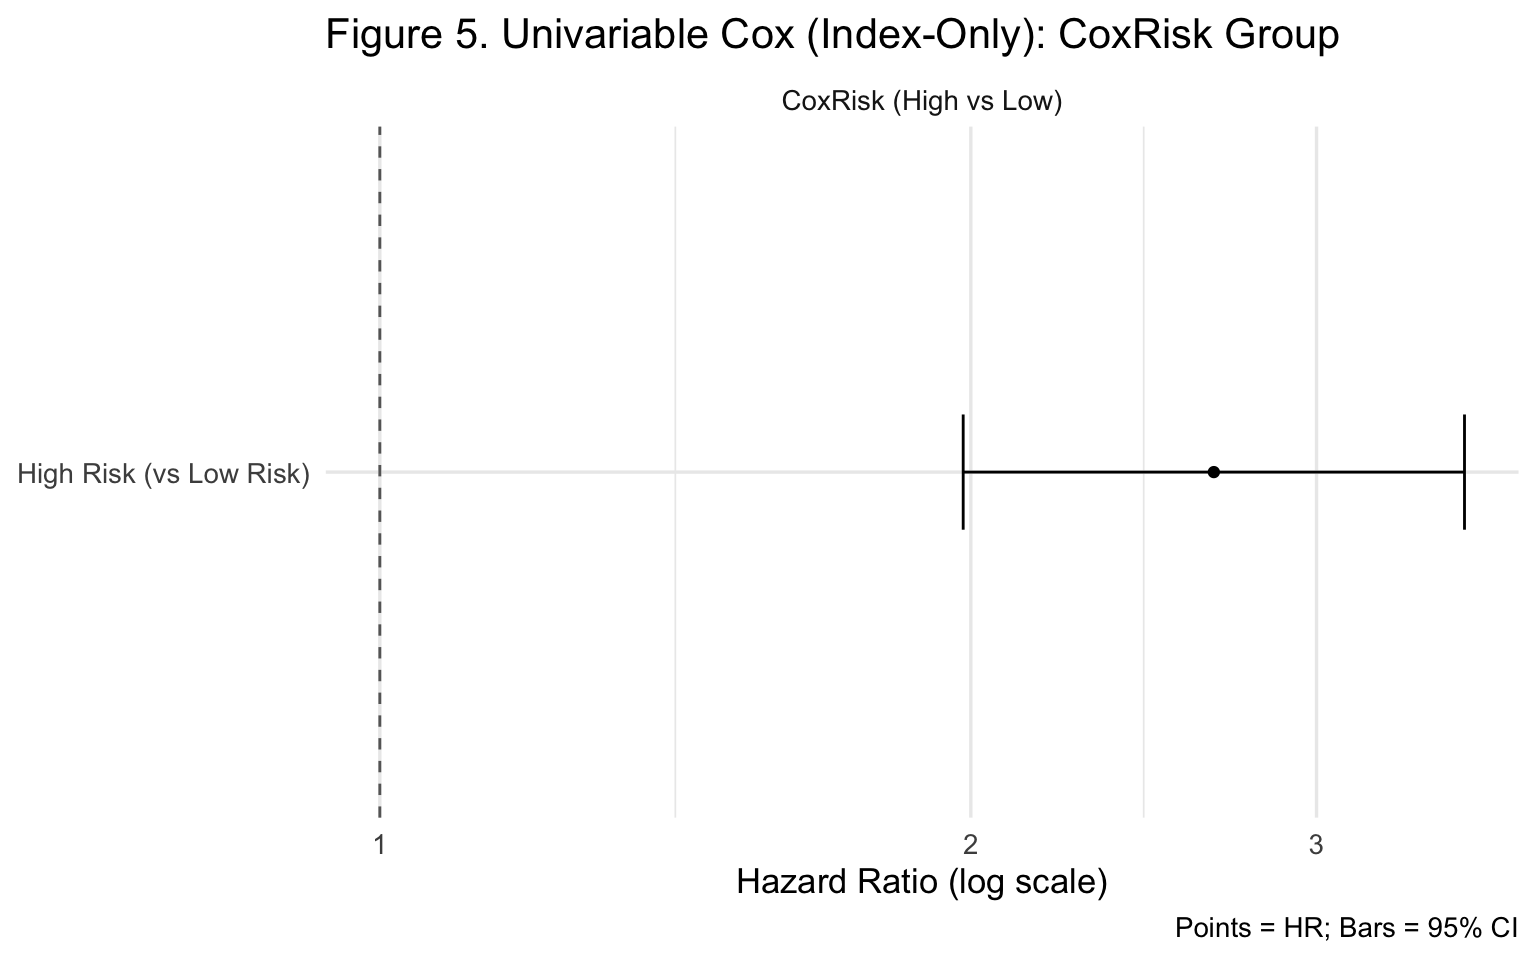 Figure 5. Univariable Cox (Index-Only): CoxRisk Group
CoxRisk (High vs Low)
High Risk (vs Low Risk)
1 2 3
Hazard Ratio (log scale)
Points = HR; Bars = 95% CI